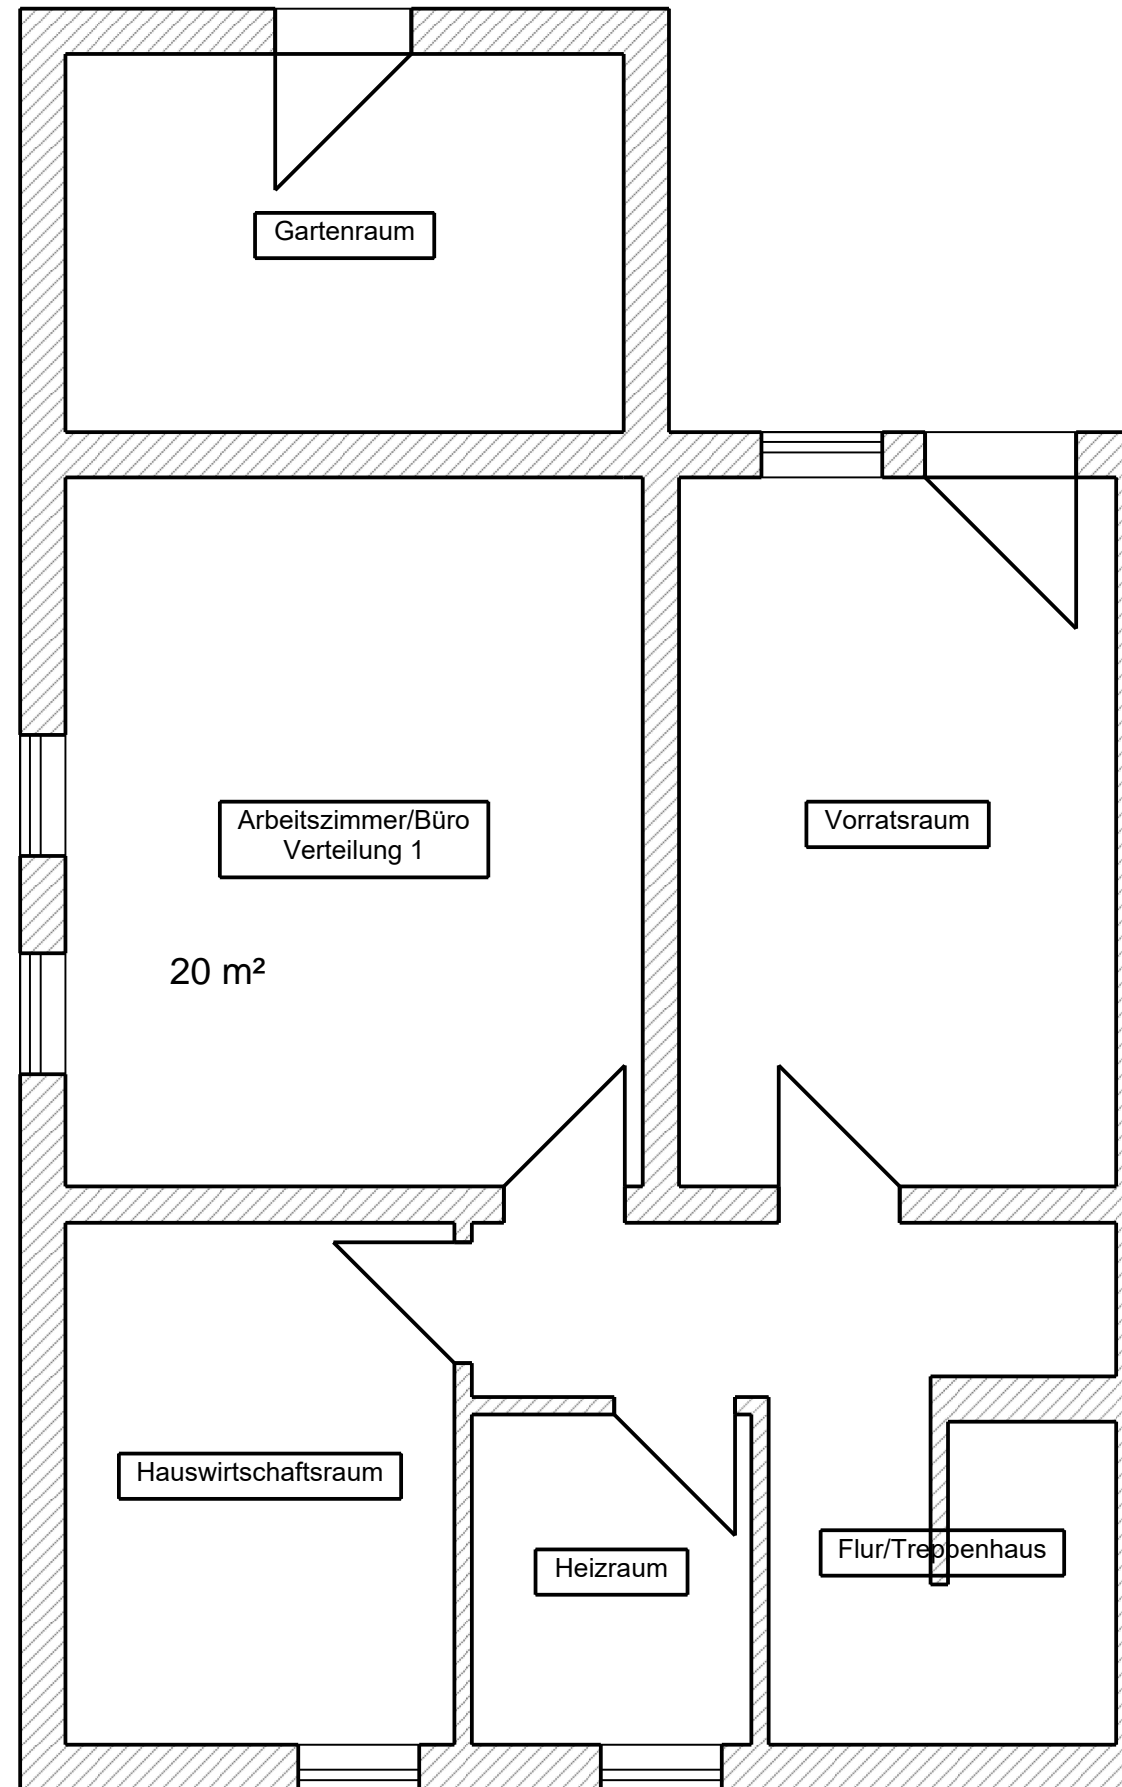 Gartenraum
Arbeitszimmer/Büro
Verteilung 1
Vorratsraum
20 m²
Hauswirtschaftsraum
Heizraum
Flur/Treppenhaus